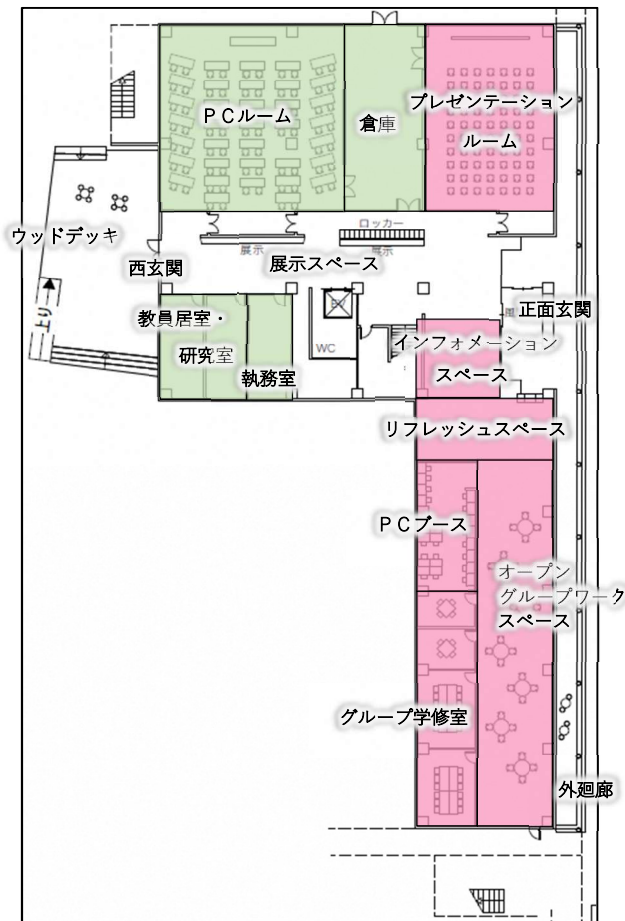 PCルーム
倉庫
プレゼンテーション
ルーム
ロッカー
展示
展示
ウッドデッキ
西玄関
展示スペース
上り
正面玄関
風
教員居室・
研究室
執務室
EV
WC
インフォメーション
スペース
リフレッシュスペース
PCブース
オープン
グループワーク
スペース
グループ学修室
外廻廊